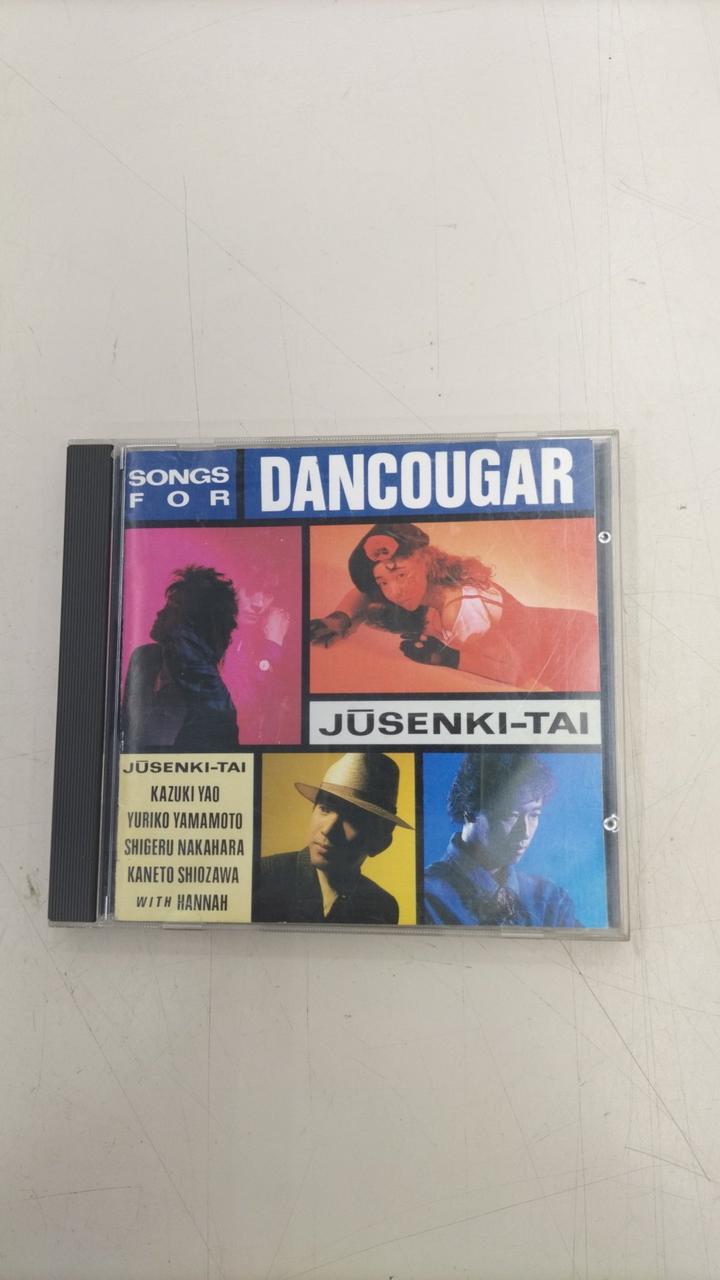 SONGS
FOR
DANCOUGAR
JŪSENKI-TAI
JŪSENKI-TAI
KAZUKI YAO
YURIKO YAMAMOTO
SHIGERU NAKAHARA
KANETO SHIOZAWA
WITH HANNAH